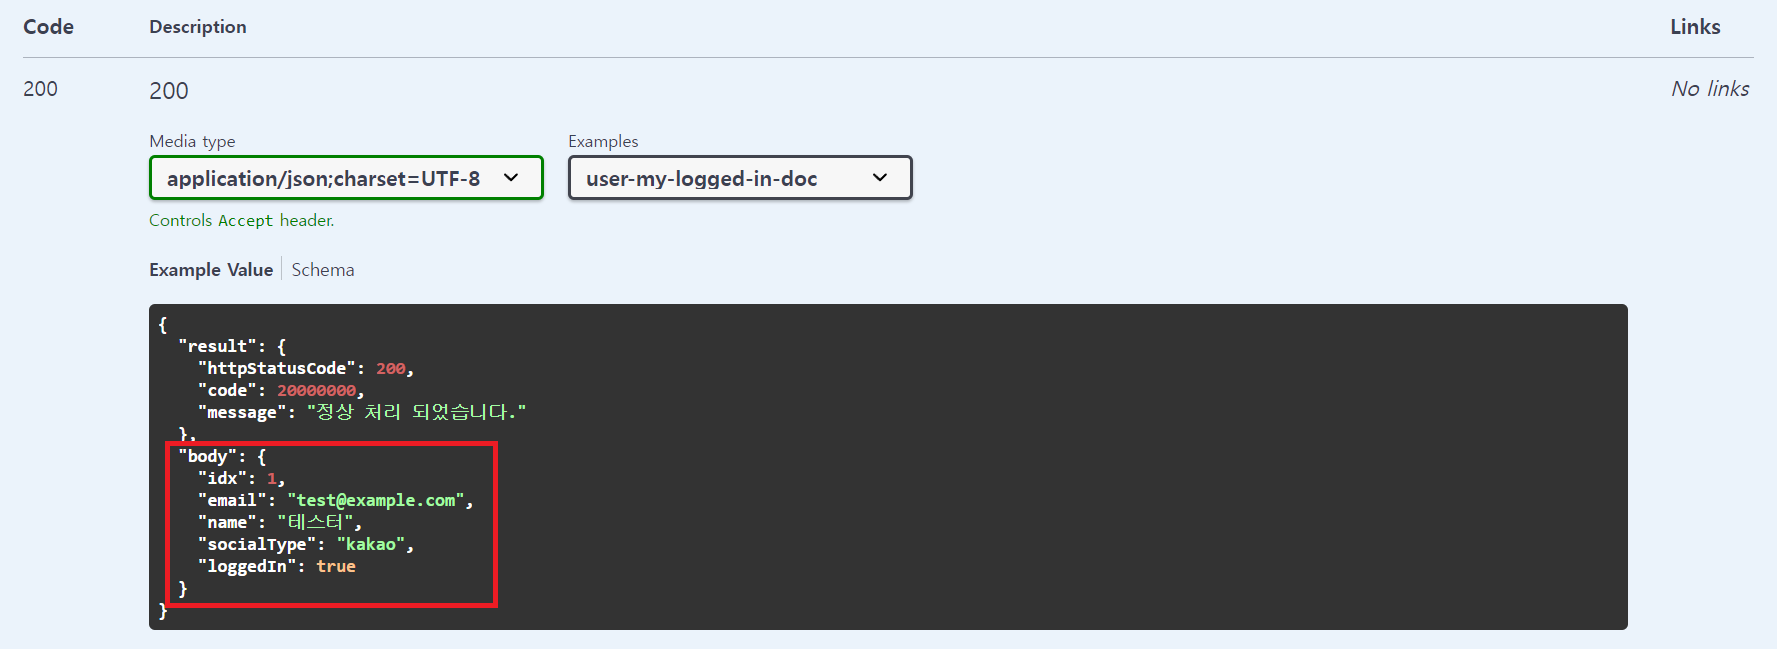 Code Description Links
200 200 No links
Media type Examples
application/json;charset=UTF-8 user-my-logged-in-doc
Controls Accept header.
Example Value Schema
{
"result": {
"httpStatusCode": 200,
"code": 20000000,
"message": "정상 처리 되었습니다."
},
"body": {
"idx": 1,
"email": "test@example.com",
"name": "테스터",
"socialType": "kakao",
"loggedIn": true
}
}